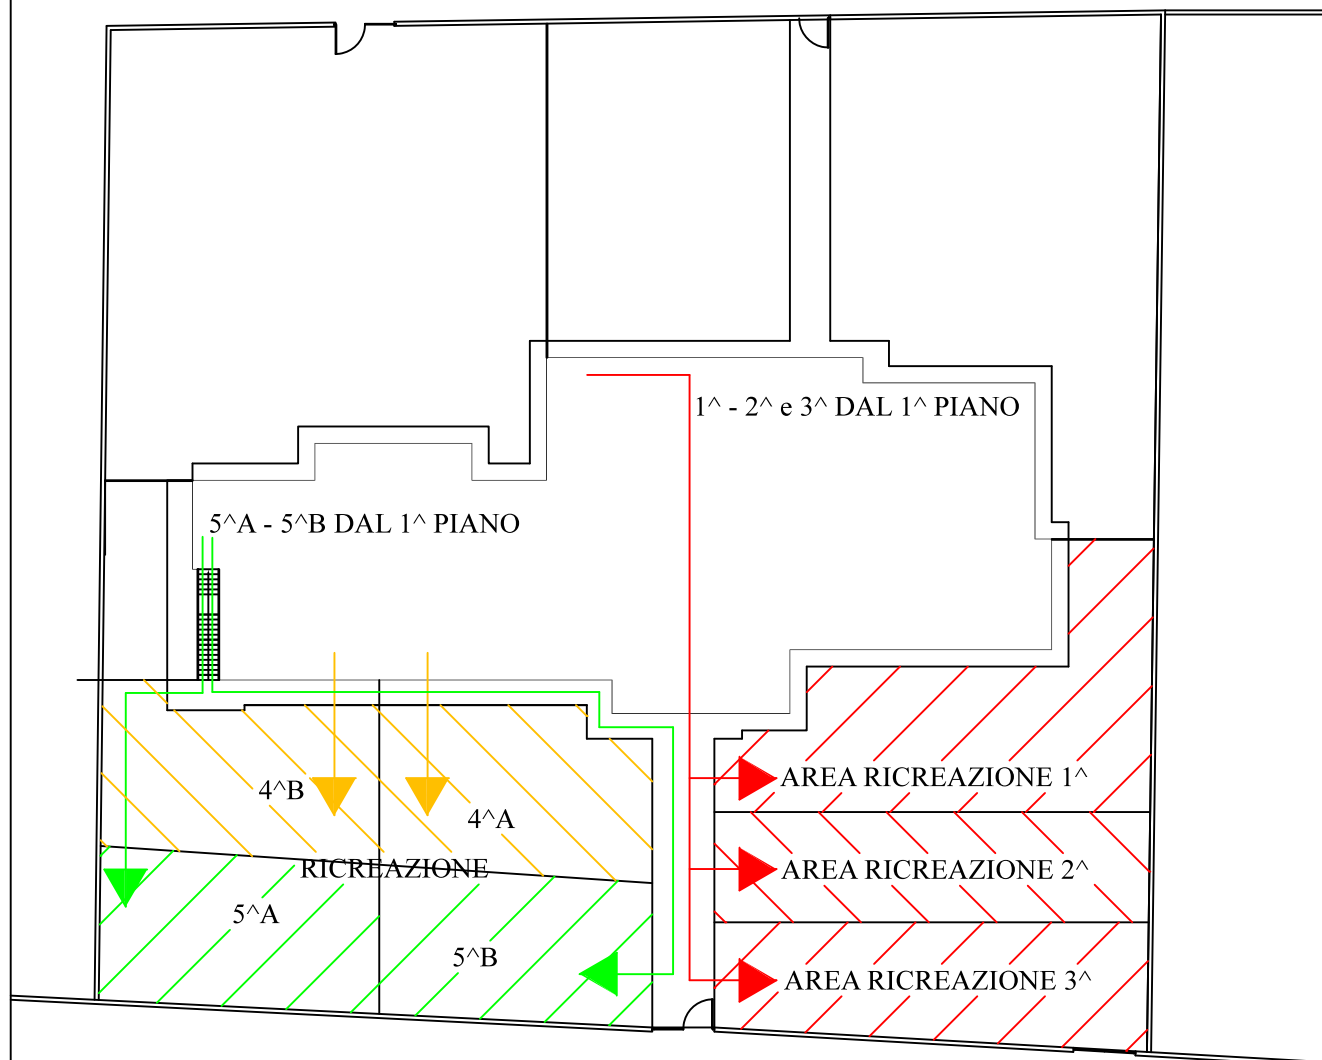 1^ - 2^ e 3^ DAL 1^ PIANO
5^A - 5^B DAL 1^ PIANO
4^B
4^A
RICREAZIONE
5^A
5^B
AREA RICREAZIONE 1^
AREA RICREAZIONE 2^
AREA RICREAZIONE 3^